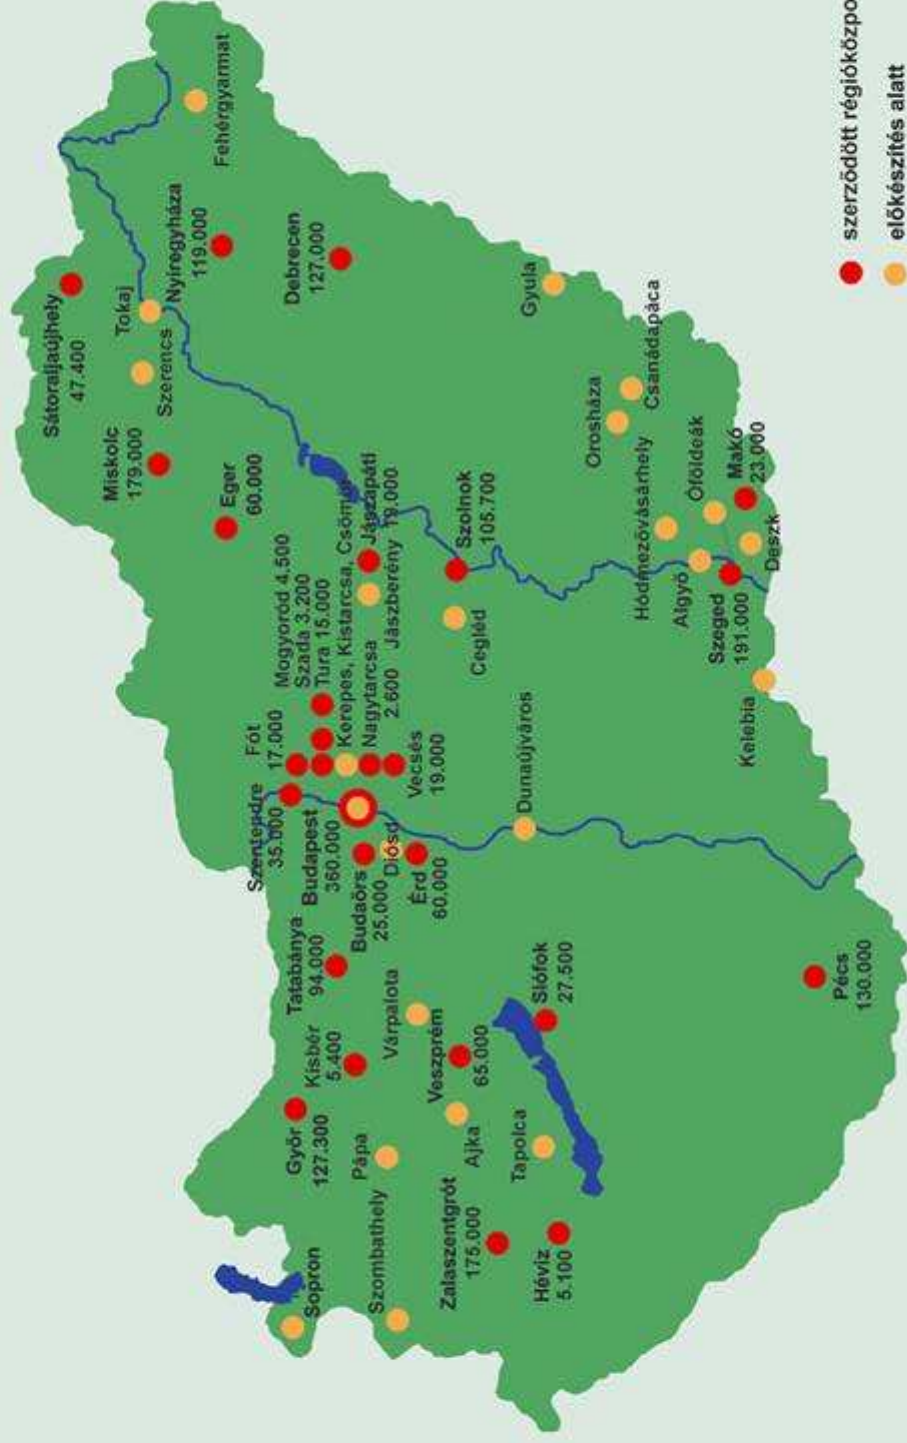 Sátoraljaújhely
47.400
Fehérgyarmat
Tokaj
Nyíregyháza
119.000
Szerencs
Miskolc
179.000
Debrecen
127.000
Eger
60.000
Mogyoród 4.500
Szada 3.200
Tura 15.000
Kerepes, Kistarcsa, Csömör
Nagytarcsa
2.600
Jászapáti
19.000
Jászberény
Fót
17.000
Szentendre
35.000
Budapest
360.000
Vecsés
19.000
Budaörs
25.000
Diósd
Érd
60.000
Szolnok
105.700
Cegléd
Gyula
Orosháza
Csanádapáca
Hódmezővásárhely
Óföldeák
Algyő
Makó
23.000
Deszk
Szeged
191.000
Kelebia
Dunaújváros
Tatabánya
94.000
Kisbér
5.400
Győr
127.300
Várpalota
Veszprém
65.000
Pápa
Ajka
Siófok
27.500
Tapolca
Szombathely
Sopron
Zalaszentgrót
175.000
Hévíz
5.100
Pécs
130.000
szerződött régióközpo
előkészítés alatt